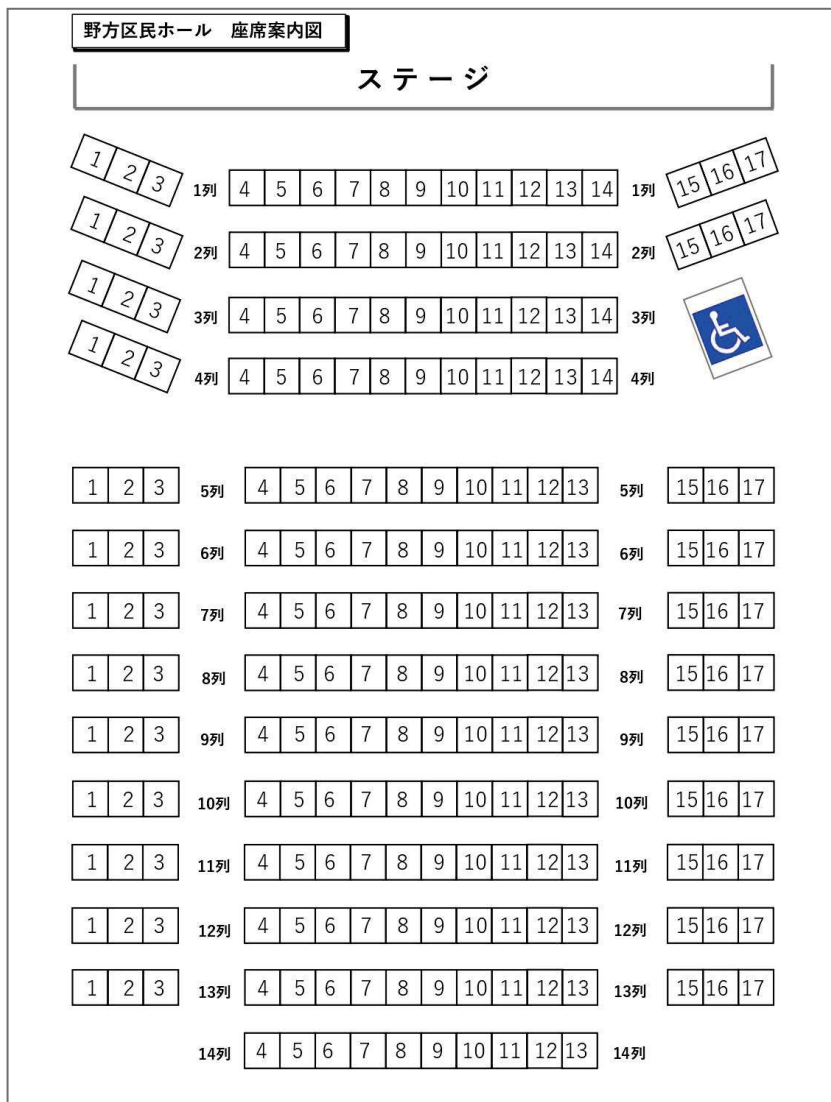 野方区民ホール　座席案内図
ステージ
1 2 3 1列 4 5 6 7 8 9 10 11 12 13 14 1列 15 16 17
1 2 3 2列 4 5 6 7 8 9 10 11 12 13 14 2列 15 16 17
1 2 3 3列 4 5 6 7 8 9 10 11 12 13 14 3列
1 2 3 4列 4 5 6 7 8 9 10 11 12 13 14 4列
1 2 3 5列 4 5 6 7 8 9 10 11 12 13 5列 15 16 17
1 2 3 6列 4 5 6 7 8 9 10 11 12 13 6列 15 16 17
1 2 3 7列 4 5 6 7 8 9 10 11 12 13 7列 15 16 17
1 2 3 8列 4 5 6 7 8 9 10 11 12 13 8列 15 16 17
1 2 3 9列 4 5 6 7 8 9 10 11 12 13 9列 15 16 17
1 2 3 10列 4 5 6 7 8 9 10 11 12 13 10列 15 16 17
1 2 3 11列 4 5 6 7 8 9 10 11 12 13 11列 15 16 17
1 2 3 12列 4 5 6 7 8 9 10 11 12 13 12列 15 16 17
1 2 3 13列 4 5 6 7 8 9 10 11 12 13 13列 15 16 17
14列 4 5 6 7 8 9 10 11 12 13 14列